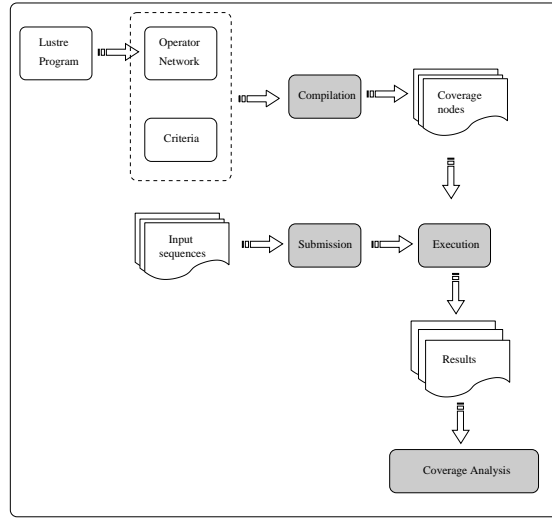 Lustre
Program
Operator
Network
Criteria
Compilation
Coverage
nodes
Input
sequences
Submission
Execution
Results
Coverage Analysis